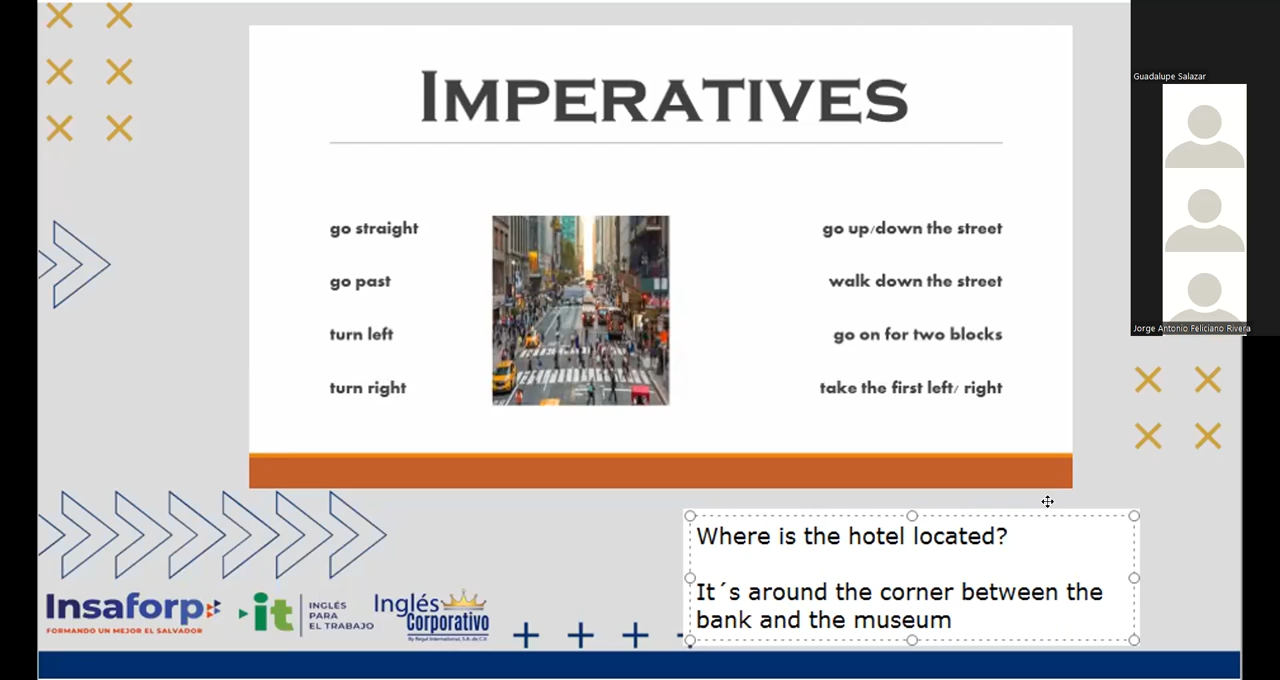 Guadalupe Salazar
IMPERATIVES
go straight
go past
turn left
turn right
go up/down the street
walk down the street
go on for two blocks
take the first left/ right
Jorge Antonio Feliciano Rivera
Where is the hotel located?
It´s around the corner between the
bank and the museum
Insaforp
FORMANDO UN MEJOR EL SALVADOR
it
INGLÉS
PARA
EL TRABAJO
Inglés
Corporativo
By Regal International, S.A. de C.V.